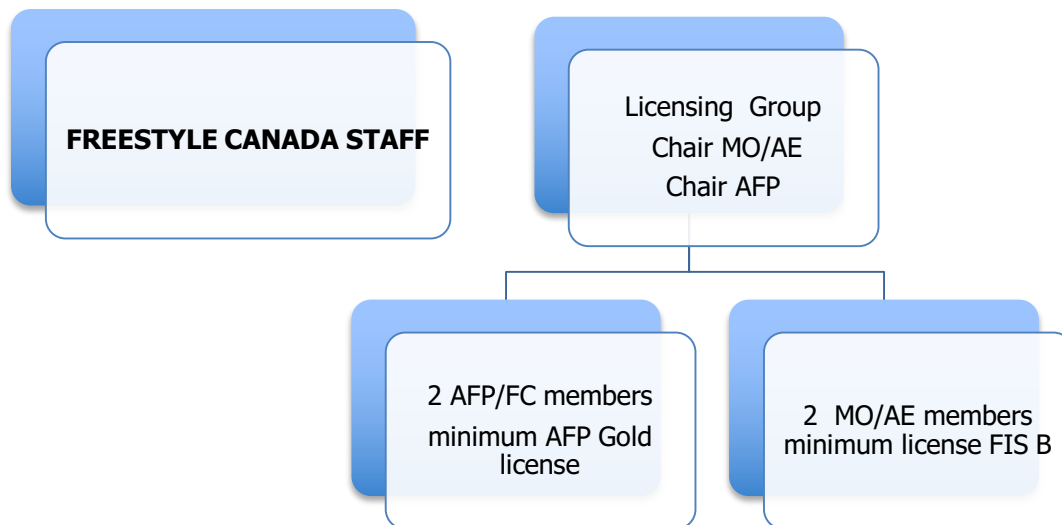 FREESTYLE CANADA STAFF
Licensing Group
Chair MO/AE
Chair AFP
2 AFP/FC members
minimum AFP Gold
license
2 MO/AE members
minimum license FIS B